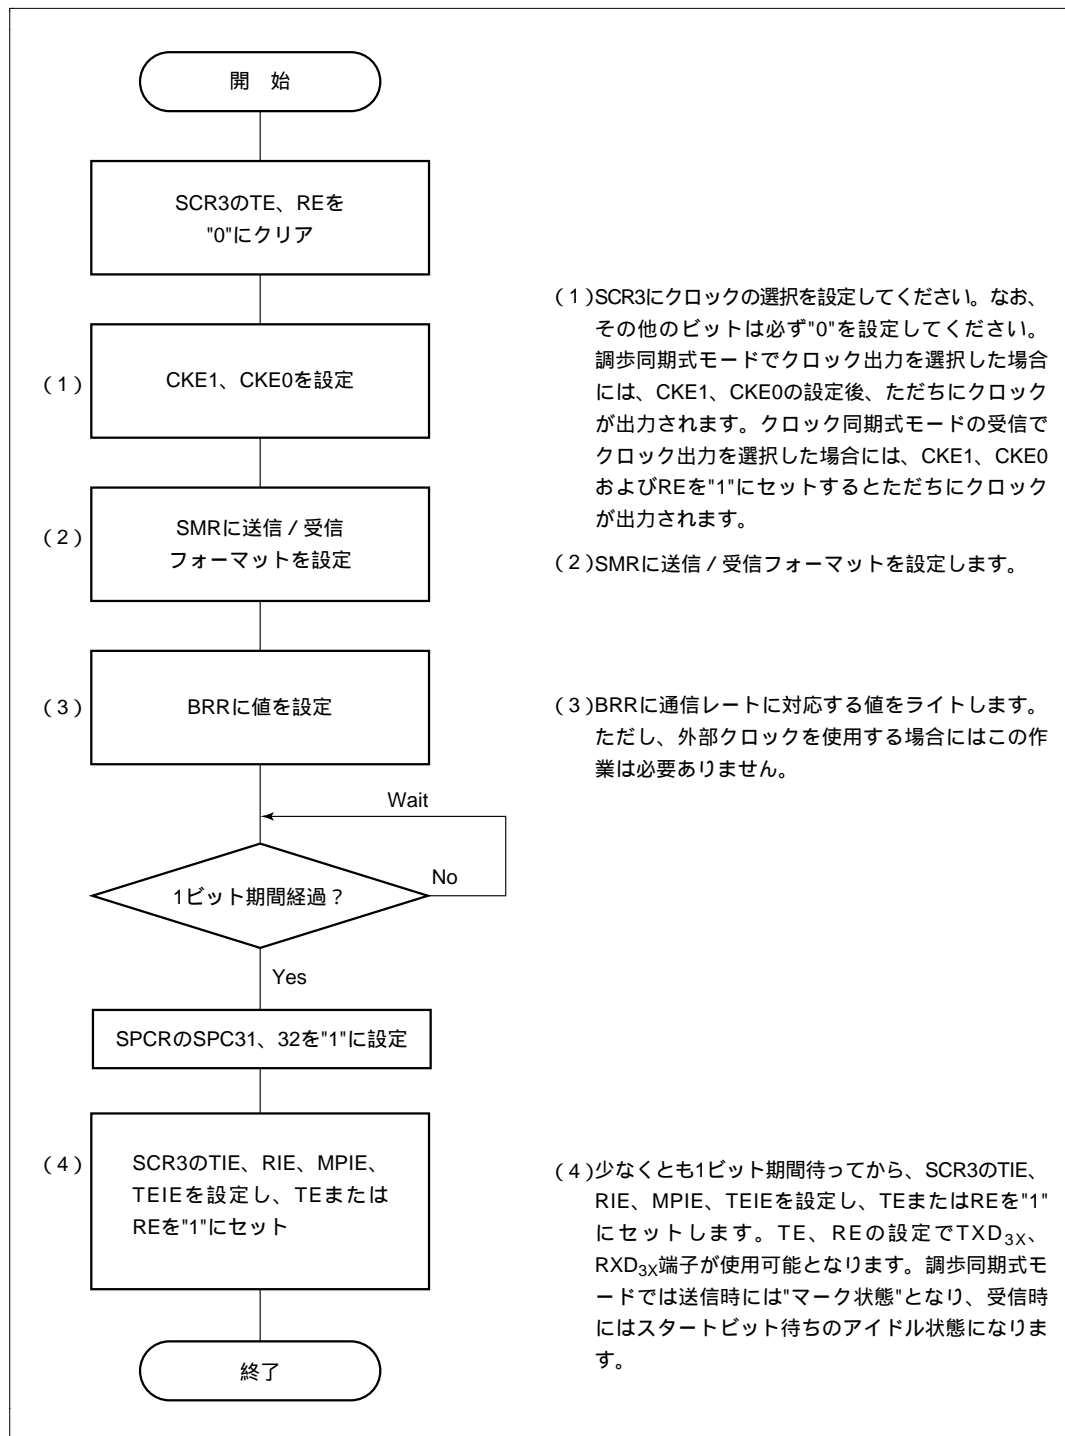 開　始
SCR3のTE、REを
"0"にクリア
（1）
CKE1、CKE0を設定
（1）SCR3にクロックの選択を設定してください。なお、
その他のビットは必ず"0"を設定してください。
調歩同期式モードでクロック出力を選択した場合
には、CKE1、CKE0の設定後、ただちにクロック
が出力されます。クロック同期式モードの受信で
クロック出力を選択した場合には、CKE1、CKE0
およびREを"1"にセットするとただちにクロック
が出力されます。
（2）
SMRに送信／受信
フォーマットを設定
（2）SMRに送信／受信フォーマットを設定します。
（3）
BRRに値を設定
（3）BRRに通信レートに対応する値をライトします。
ただし、外部クロックを使用する場合にはこの作
業は必要ありません。
Wait
1ビット期間経過？
No
Yes
SPCRのSPC31、32を"1"に設定
（4）
SCR3のTIE、RIE、MPIE、
TEIEを設定し、TEまたは
REを"1"にセット
（4）少なくとも1ビット期間待ってから、SCR3のTIE、
RIE、MPIE、TEIEを設定し、TEまたはREを"1"
にセットします。TE、REの設定でTXD3X、
RXD3X端子が使用可能となります。調歩同期式モ
ードでは送信時には"マーク状態"となり、受信時
にはスタートビット待ちのアイドル状態になりま
す。
終了